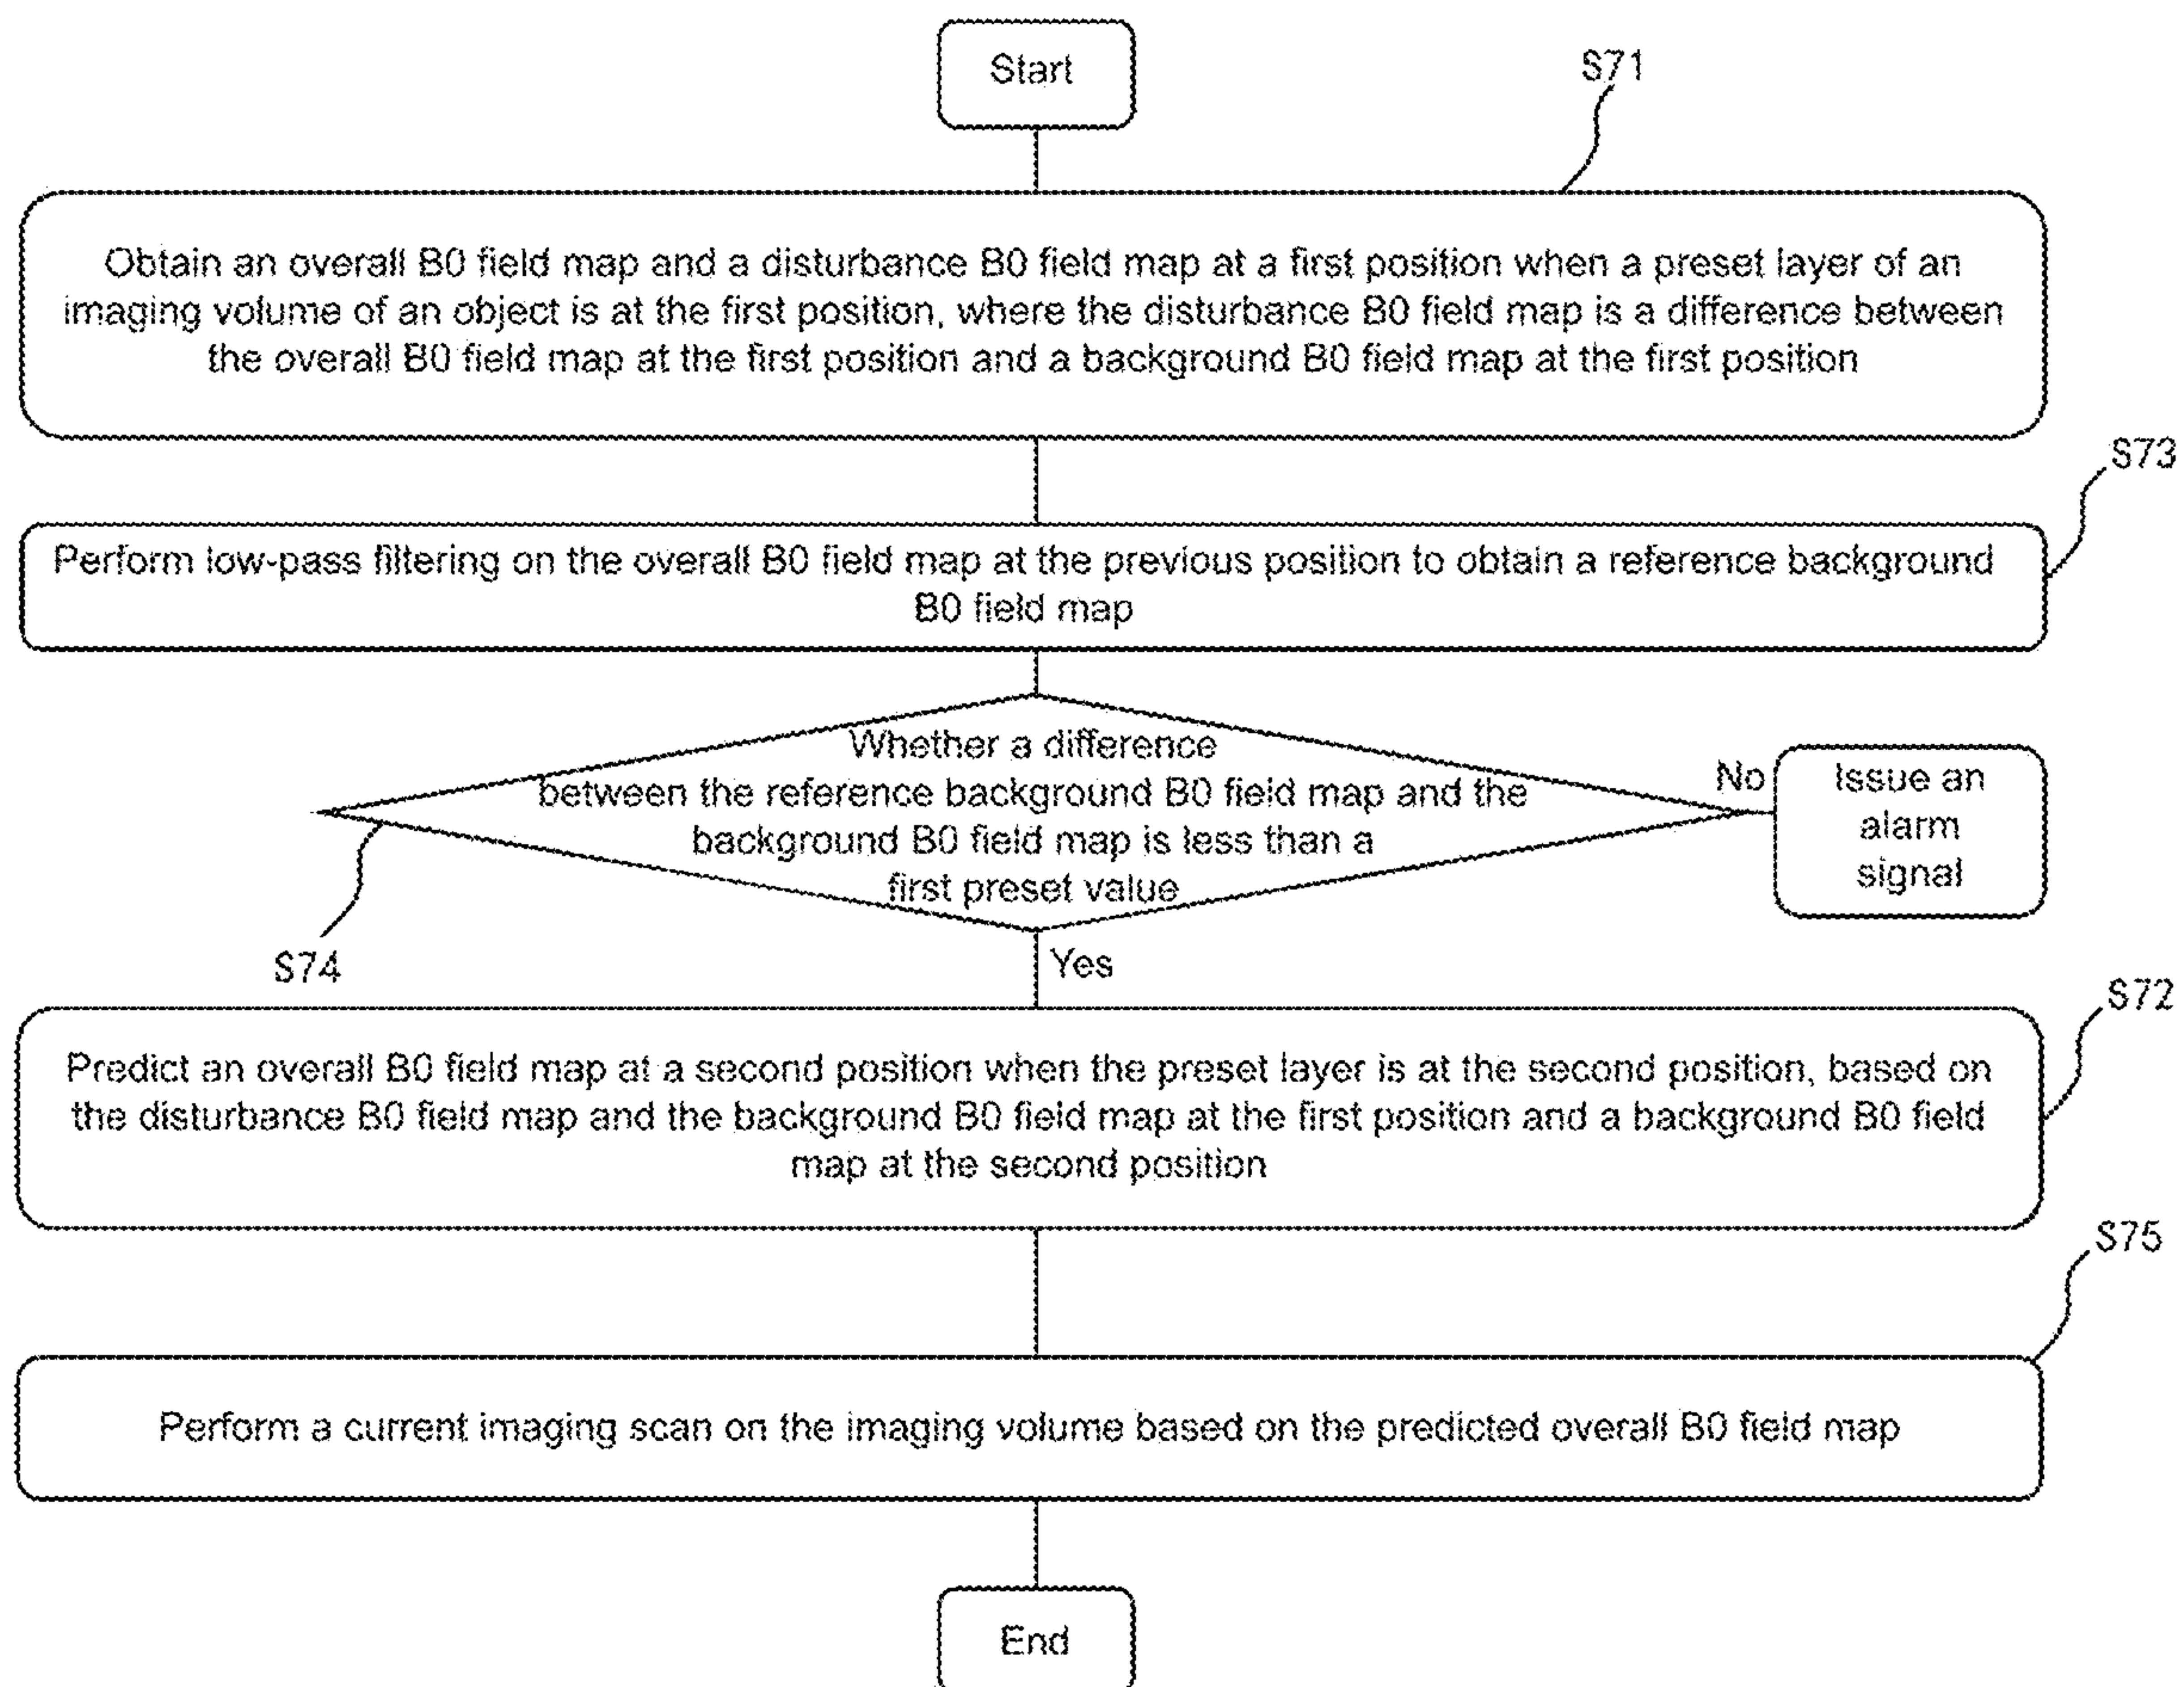 Start
S71
Obtain an overall B0 field map and a disturbance B0 field map at a first position when a preset layer of an
imaging volume of an object is at the first position, where the disturbance B0 field map is a difference between
the overall B0 field map at the first position and a background B0 field map at the first position
S73
Perform low-pass filtering on the overall B0 field map at the previous position to obtain a reference background
B0 field map
Whether a difference
between the reference background B0 field map and the
background B0 field map is less than a
first preset value
No
Issue an
alarm
signal
S74
Yes
S72
Predict an overall B0 field map at a second position when the preset layer is at the second position, based on
the disturbance B0 field map and the background B0 field map at the first position and a background B0 field
map at the second position
S75
Perform a current imaging scan on the imaging volume based on the predicted overall B0 field map
End